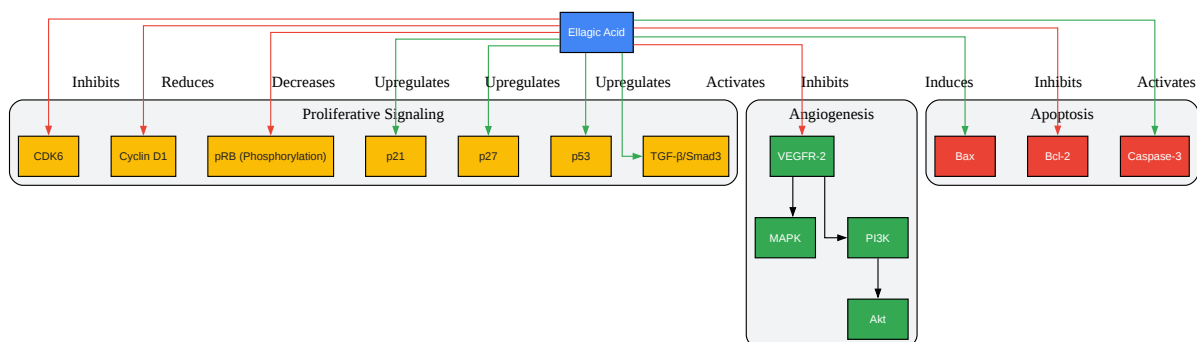 Ellagic Acid
Inhibits Reduces Decreases Upregulates Upregulates Upregulates Activates Inhibits Induces Inhibits Activates
Proliferative Signaling Angiogenesis Apoptosis
CDK6 Cyclin D1 pRB (Phosphorylation) p21 p27 p53 TGF-β/Smad3 VEGFR-2 Bax Bcl-2 Caspase-3
MAPK PI3K
Akt